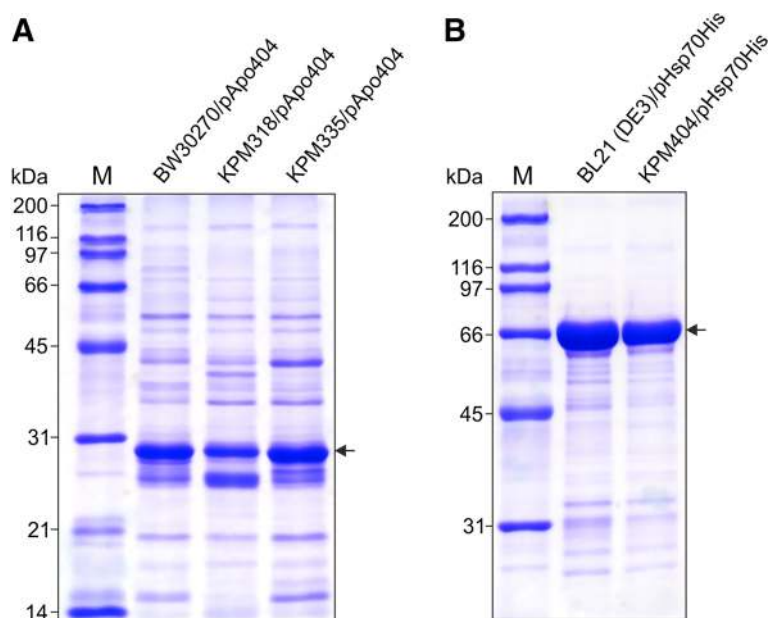 A
kDa
M
BW30270/pApo404
KPM318/pApo404
KPM335/pApo404
200
116
97
66
45
31
21
14
B
kDa
M
BL21 (DE3)/pHsp70His
KPM404/pHsp70His
200
116
97
66
45
31